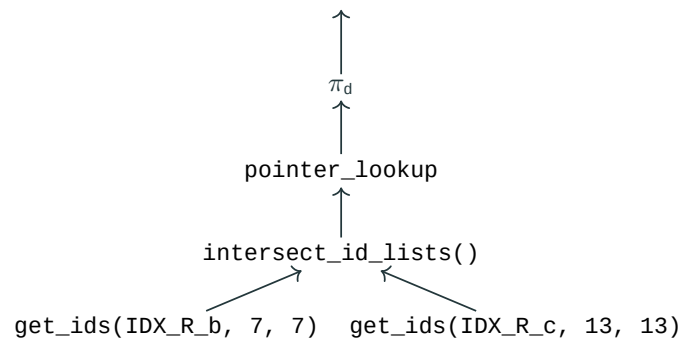 π_d
pointer_lookup
intersect_id_lists()
get_ids(IDX_R_b, 7, 7) get_ids(IDX_R_c, 13, 13)